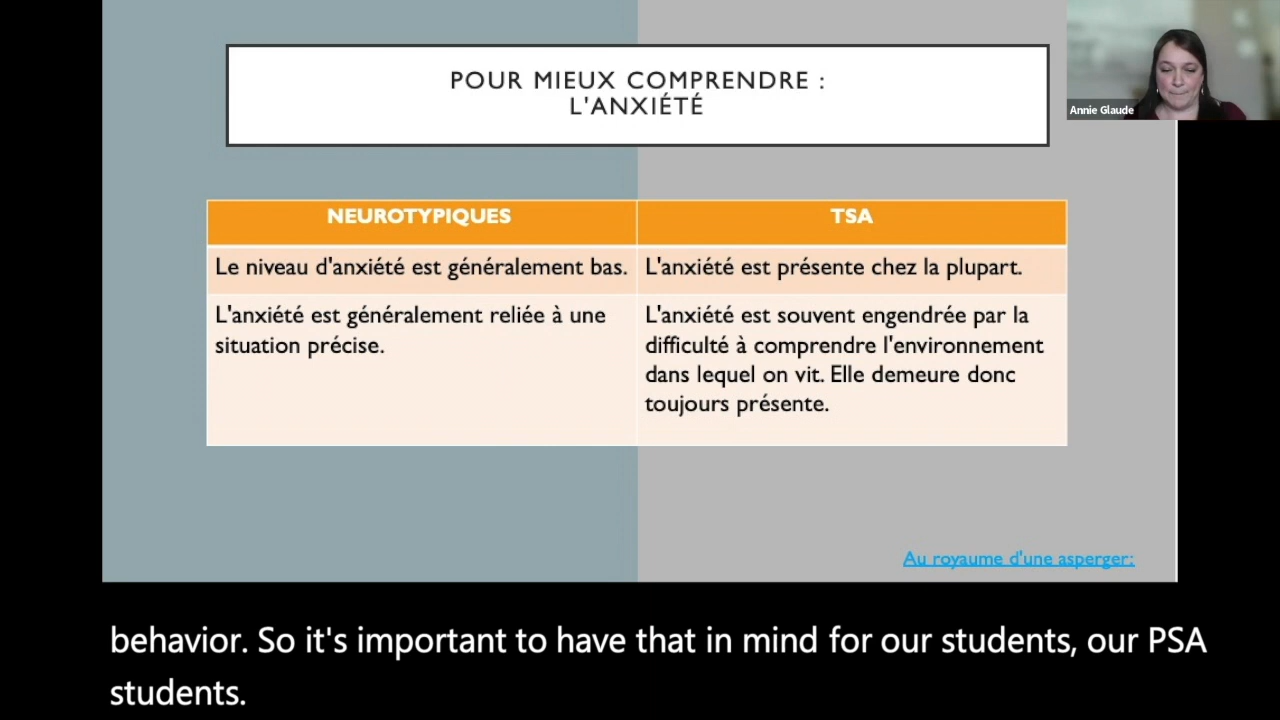 POUR MIEUX COMPRENDRE :
L'ANXIÉTÉ
Annie Glaude
NEUROTYPIQUES
TSA
Le niveau d'anxiété est généralement bas.
L'anxiété est présente chez la plupart.
L'anxiété est généralement reliée à une
situation précise.
L'anxiété est souvent engendrée par la
difficulté à comprendre l'environnement
dans lequel on vit. Elle demeure donc
toujours présente.
Au royaume d'une asperger:
behavior. So it's important to have that in mind for our students, our PSA
students.